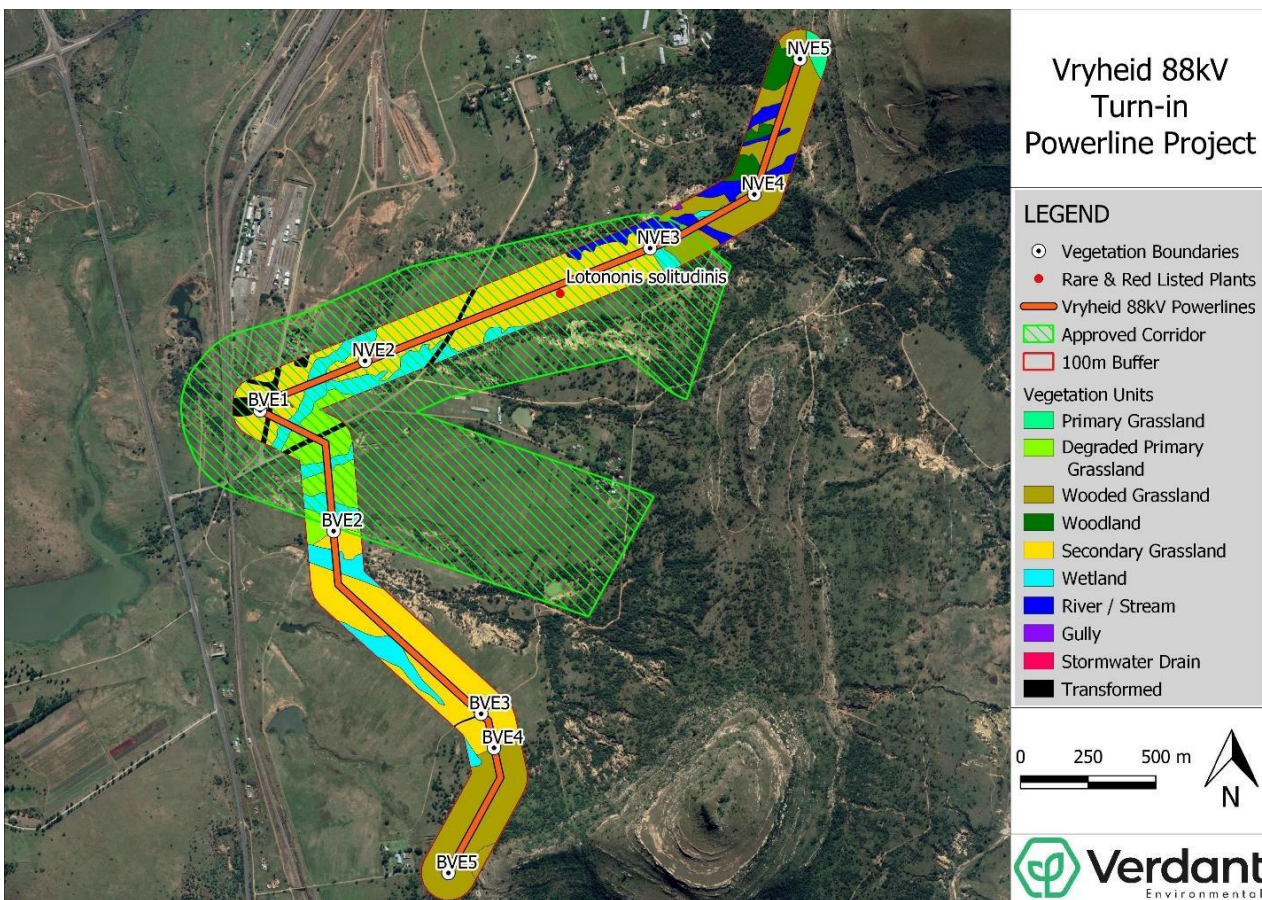 Vryheid 88kV
Turn-in
Powerline Project
LEGEND
Vegetation Boundaries
Rare & Red Listed Plants
Vryheid 88kV Powerlines
Approved Corridor
100m Buffer
Vegetation Units
Primary Grassland
Degraded Primary
Grassland
Wooded Grassland
Woodland
Secondary Grassland
Wetland
River / Stream
Gully
Stormwater Drain
Transformed
0 250 500 m
N
Verdant
Environmental
NVE5
NVE4
NVE3
Lotononis solitudinis
NVE2
BVE1
BVE2
BVE3
BVE4
BVE5